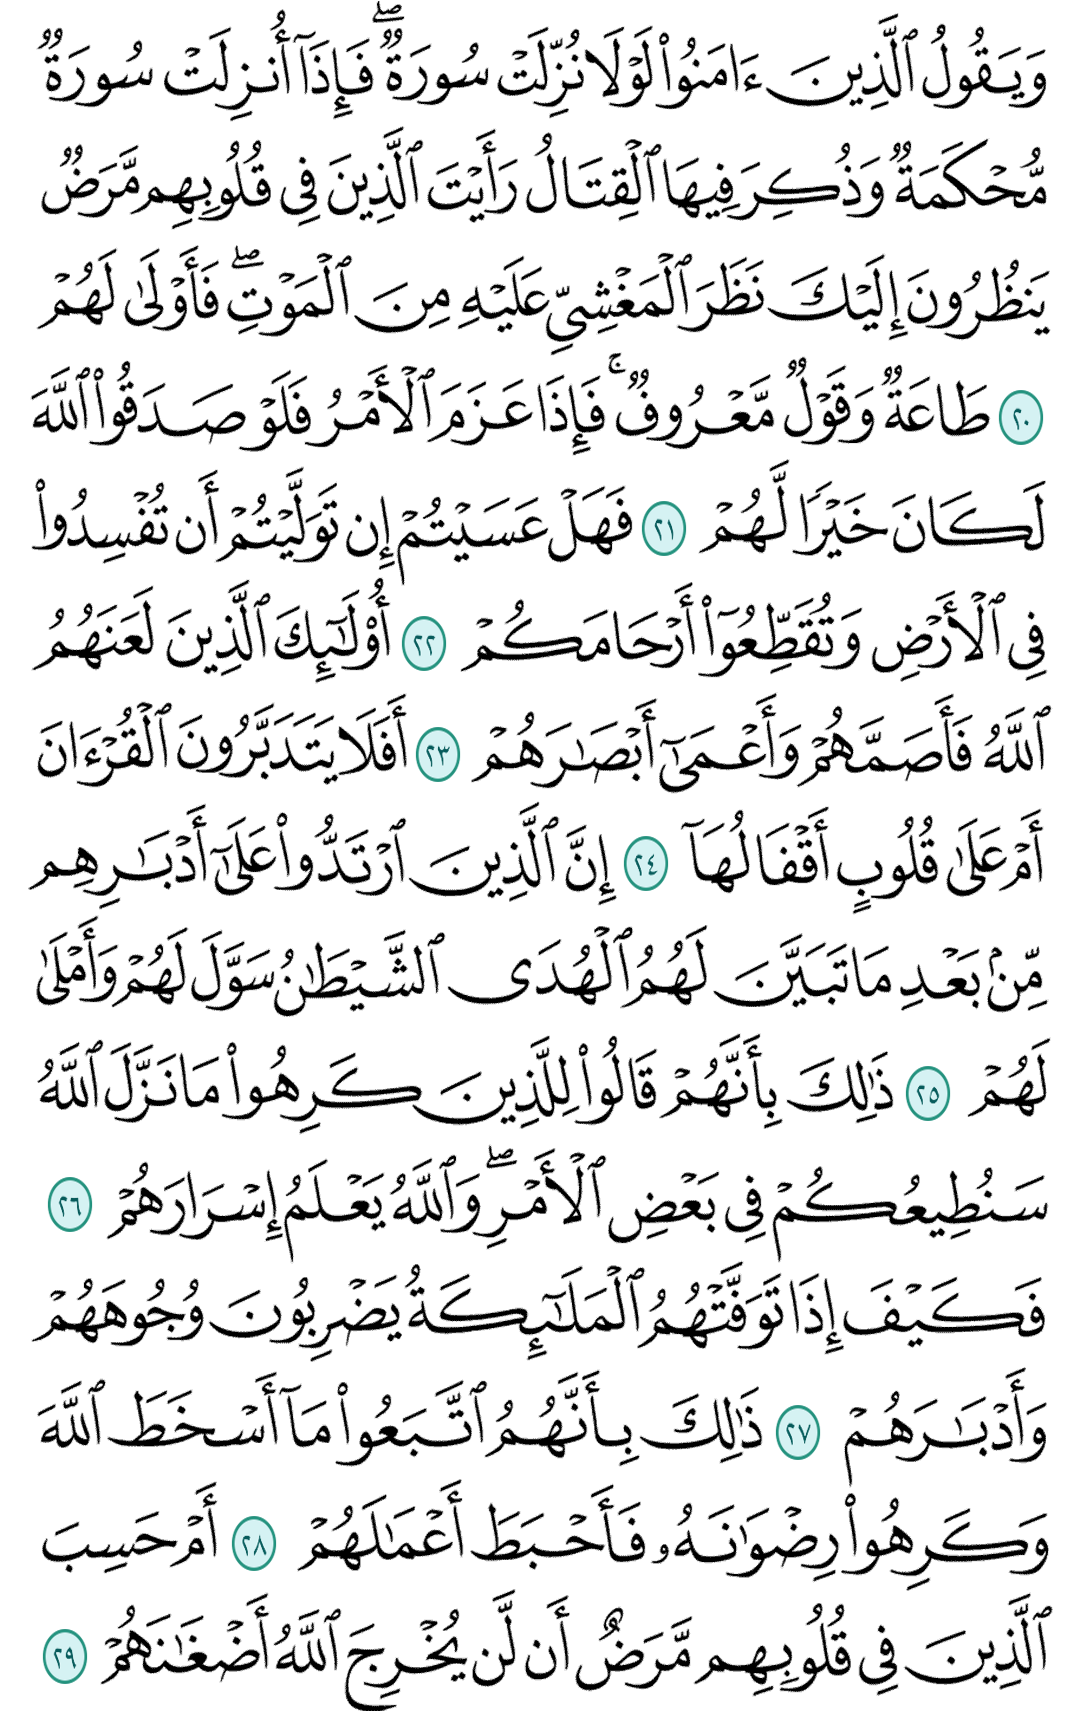 وَيَقُولُ ٱلَّذِينَ ءَامَنُوا۟ لَوْلَا نُزِّلَتْ سُورَةٌۖ فَإِذَآ أُنزِلَتْ سُورَةٌ
مُّحْكَمَةٌ وَذُكِرَ فِيهَا ٱلْقِتَالُ رَأَيْتَ ٱلَّذِينَ فِى قُلُوبِهِم مَّرَضٌ
يَنظُرُونَ إِلَيْكَ نَظَرَ ٱلْمَغْشِىِّ عَلَيْهِ مِنَ ٱلْمَوْتِۖ فَأَوْلَىٰ لَهُمْ
٢٠ طَاعَةٌ وَقَوْلٌ مَّعْرُوفٌۚ فَإِذَا عَزَمَ ٱلْأَمْرُ فَلَوْ صَدَقُوا۟ ٱللَّهَ
لَكَانَ خَيْرًا لَّهُمْ ٢١ فَهَلْ عَسَيْتُمْ إِن تَوَلَّيْتُمْ أَن تُفْسِدُوا۟
فِى ٱلْأَرْضِ وَتُقَطِّعُوٓا۟ أَرْحَامَكُمْ ٢٢ أُو۟لَـٰٓئِكَ ٱلَّذِينَ لَعَنَهُمُ
ٱللَّهُ فَأَصَمَّهُمْ وَأَعْمَىٰٓ أَبْصَـٰرَهُمْ ٢٣ أَفَلَا يَتَدَبَّرُونَ ٱلْقُرْءَانَ
أَمْ عَلَىٰ قُلُوبٍ أَقْفَالُهَآ ٢٤ إِنَّ ٱلَّذِينَ ٱرْتَدُّوا۟ عَلَىٰٓ أَدْبَـٰرِهِم
مِّنۢ بَعْدِ مَا تَبَيَّنَ لَهُمُ ٱلْهُدَى ٱلشَّيْطَـٰنُ سَوَّلَ لَهُمْ وَأَمْلَىٰ
لَهُمْ ٢٥ ذَٰلِكَ بِأَنَّهُمْ قَالُوا۟ لِلَّذِينَ كَرِهُوا۟ مَا نَزَّلَ ٱللَّهُ
سَنُطِيعُكُمْ فِى بَعْضِ ٱلْأَمْرِۖ وَٱللَّهُ يَعْلَمُ إِسْرَارَهُمْ ٢٦
فَكَيْفَ إِذَا تَوَفَّتْهُمُ ٱلْمَلَـٰٓئِكَةُ يَضْرِبُونَ وُجُوهَهُمْ
وَأَدْبَـٰرَهُمْ ٢٧ ذَٰلِكَ بِأَنَّهُمُ ٱتَّبَعُوا۟ مَآ أَسْخَطَ ٱللَّهَ
وَكَرِهُوا۟ رِضْوَٰنَهُۥ فَأَحْبَطَ أَعْمَـٰلَهُمْ ٢٨ أَمْ حَسِبَ
ٱلَّذِينَ فِى قُلُوبِهِم مَّرَضٌ أَن لَّن يُخْرِجَ ٱللَّهُ أَضْغَـٰنَهُمْ ٢٩